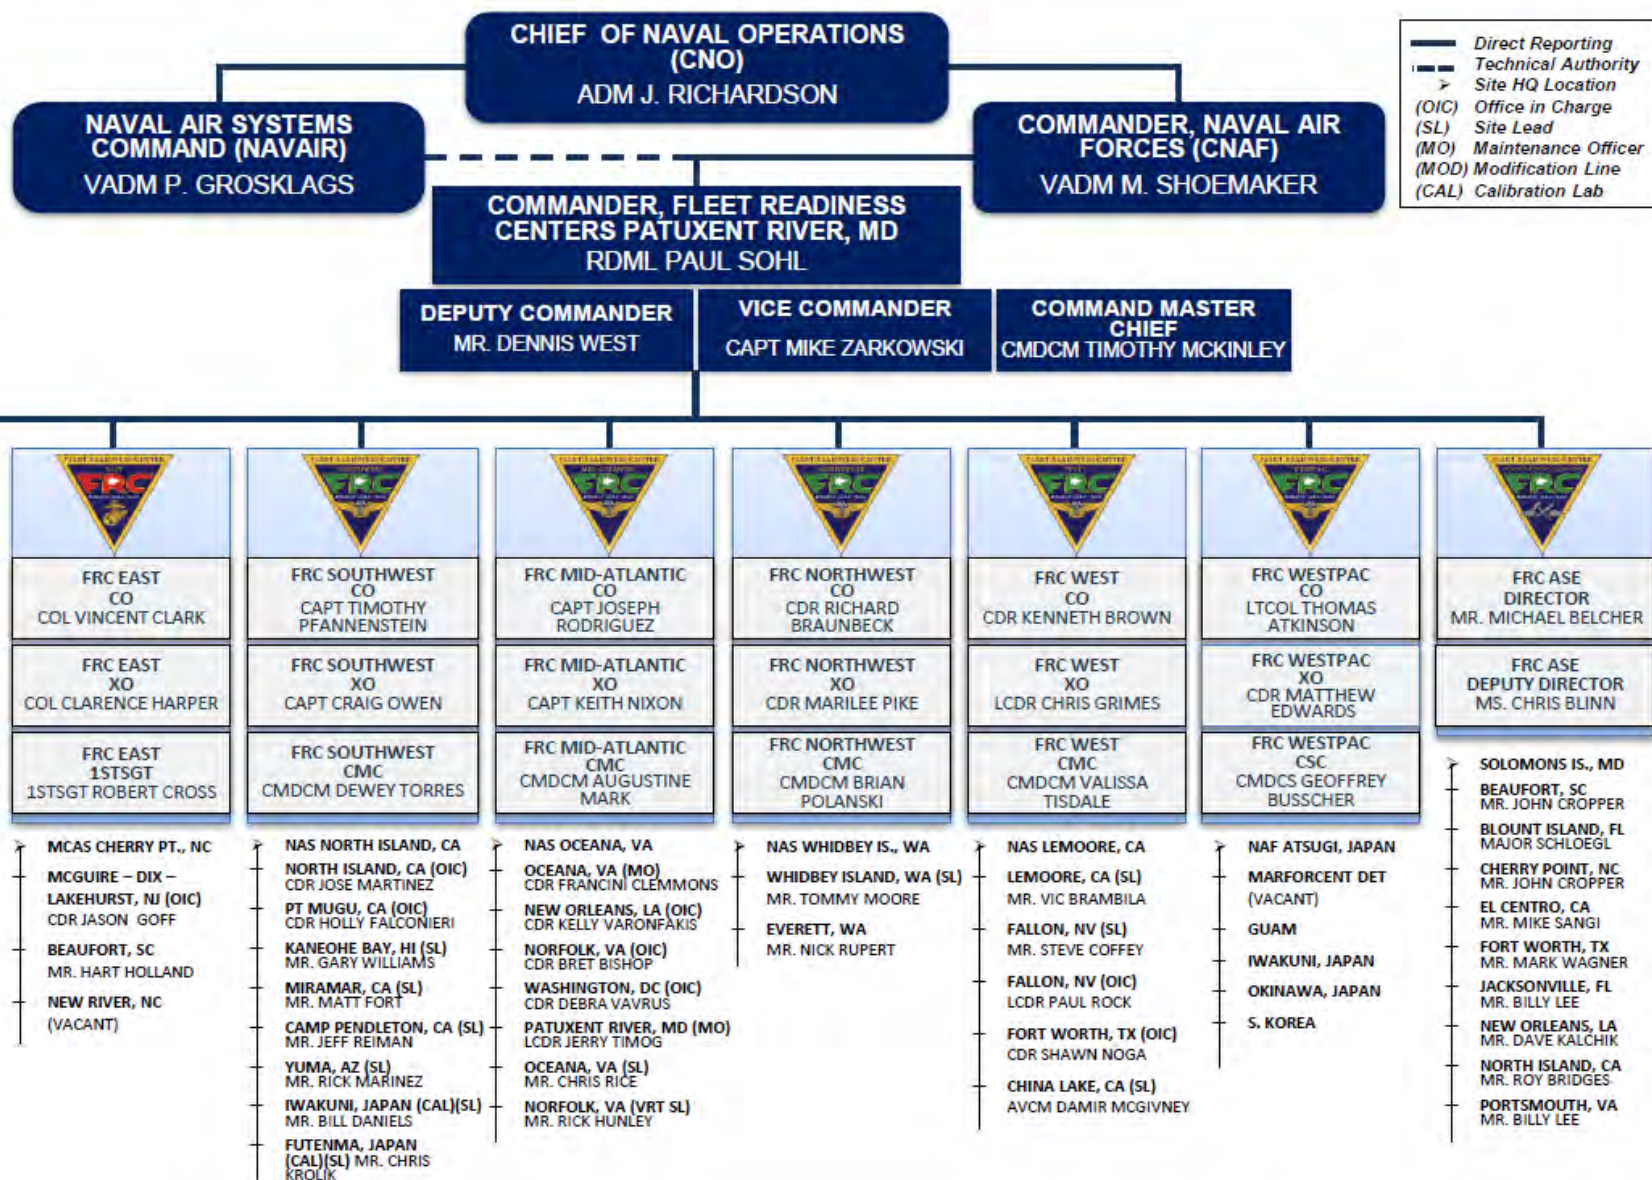 CHIEF OF NAVAL OPERATIONS
(CNO)
ADM J. RICHARDSON
Direct Reporting
Technical Authority
➢ Site HQ Location
(OIC) Office in Charge
(SL) Site Lead
(MO) Maintenance Officer
(MOD) Modification Line
(CAL) Calibration Lab
NAVAL AIR SYSTEMS
COMMAND (NAVAIR)
VADM P. GROSKLAGS
COMMANDER, NAVAL AIR
FORCES (CNAF)
VADM M. SHOEMAKER
COMMANDER, FLEET READINESS
CENTERS PATUXENT RIVER, MD
RDML PAUL SOHL
DEPUTY COMMANDER
MR. DENNIS WEST
VICE COMMANDER
CAPT MIKE ZARKOWSKI
COMMAND MASTER
CHIEF
CMDCM TIMOTHY MCKINLEY
FRC
FRC EAST
CO
COL VINCENT CLARK
FRC EAST
XO
COL CLARENCE HARPER
FRC EAST
1STSGT
1STSGT ROBERT CROSS
➢ MCAS CHERRY PT., NC
MCGUIRE – DIX –
LAKEHURST, NJ (OIC)
CDR JASON GOFF
BEAUFORT, SC
MR. HART HOLLAND
NEW RIVER, NC
(VACANT)
FRC
FRC SOUTHWEST
CO
CAPT TIMOTHY
PFANNENSTEIN
FRC SOUTHWEST
XO
CAPT CRAIG OWEN
FRC SOUTHWEST
CMC
CMDCM DEWEY TORRES
➢ NAS NORTH ISLAND, CA
NORTH ISLAND, CA (OIC)
CDR JOSE MARTINEZ
PT MUGU, CA (OIC)
CDR HOLLY FALCONIERI
KANEOHE BAY, HI (SL)
MR. GARY WILLIAMS
MIRAMAR, CA (SL)
MR. MATT FORT
CAMP PENDLETON, CA (SL)
MR. JEFF REIMAN
YUMA, AZ (SL)
MR. RICK MARINEZ
IWAKUNI, JAPAN (CAL)(SL)
MR. BILL DANIELS
FUTENMA, JAPAN
(CAL)(SL) MR. CHRIS
KROLIK
FRC
FRC MID-ATLANTIC
CO
CAPT JOSEPH
RODRIGUEZ
FRC MID-ATLANTIC
XO
CAPT KEITH NIXON
FRC MID-ATLANTIC
CMC
CMDCM AUGUSTINE
MARK
➢ NAS OCEANA, VA
OCEANA, VA (MO)
CDR FRANCINI CLEMMONS
NEW ORLEANS, LA (OIC)
CDR KELLY VARONFAKIS
NORFOLK, VA (OIC)
CDR BRET BISHOP
WASHINGTON, DC (OIC)
CDR DEBRA VAVRUS
PATUXENT RIVER, MD (MO)
LCDR JERRY TIMOG
OCEANA, VA (SL)
MR. CHRIS RICE
NORFOLK, VA (VRT SL)
MR. RICK HUNLEY
FRC
FRC NORTHWEST
CO
CDR RICHARD
BRAUNBECK
FRC NORTHWEST
XO
CDR MARILEE PIKE
FRC NORTHWEST
CMC
CMDCM BRIAN
POLANSKI
➢ NAS WHIDBEY IS., WA
WHIDBEY ISLAND, WA (SL)
MR. TOMMY MOORE
EVERETT, WA
MR. NICK RUPERT
FRC
FRC WEST
CO
CDR KENNETH BROWN
FRC WEST
XO
LCDR CHRIS GRIMES
FRC WEST
CMC
CMDCM VALISSA
TISDALE
➢ NAS LEMOORE, CA
LEMOORE, CA (SL)
MR. VIC BRAMBILA
FALLON, NV (SL)
MR. STEVE COFFEY
FALLON, NV (OIC)
LCDR PAUL ROCK
FORT WORTH, TX (OIC)
CDR SHAWN NOGA
CHINA LAKE, CA (SL)
AVCM DAMIR MCGIVNEY
FRC
FRC WESTPAC
CO
LTCOL THOMAS
ATKINSON
FRC WESTPAC
XO
CDR MATTHEW
EDWARDS
FRC WESTPAC
CSC
CMDCS GEOFFREY
BUSSCHER
➢ NAF ATSUGI, JAPAN
MARFORCENT DET
(VACANT)
GUAM
IWAKUNI, JAPAN
OKINAWA, JAPAN
S. KOREA
FRC
FRC ASE
DIRECTOR
MR. MICHAEL BELCHER
FRC ASE
DEPUTY DIRECTOR
MS. CHRIS BLINN
➢ SOLOMONS IS., MD
BEAUFORT, SC
MR. JOHN CROPPER
BLOUNT ISLAND, FL
MAJOR SCHLOEGL
CHERRY POINT, NC
MR. JOHN CROPPER
EL CENTRO, CA
MR. MIKE SANGI
FORT WORTH, TX
MR. MARK WAGNER
JACKSONVILLE, FL
MR. BILLY LEE
NEW ORLEANS, LA
MR. DAVE KALCHIK
NORTH ISLAND, CA
MR. ROY BRIDGES
PORTSMOUTH, VA
MR. BILLY LEE